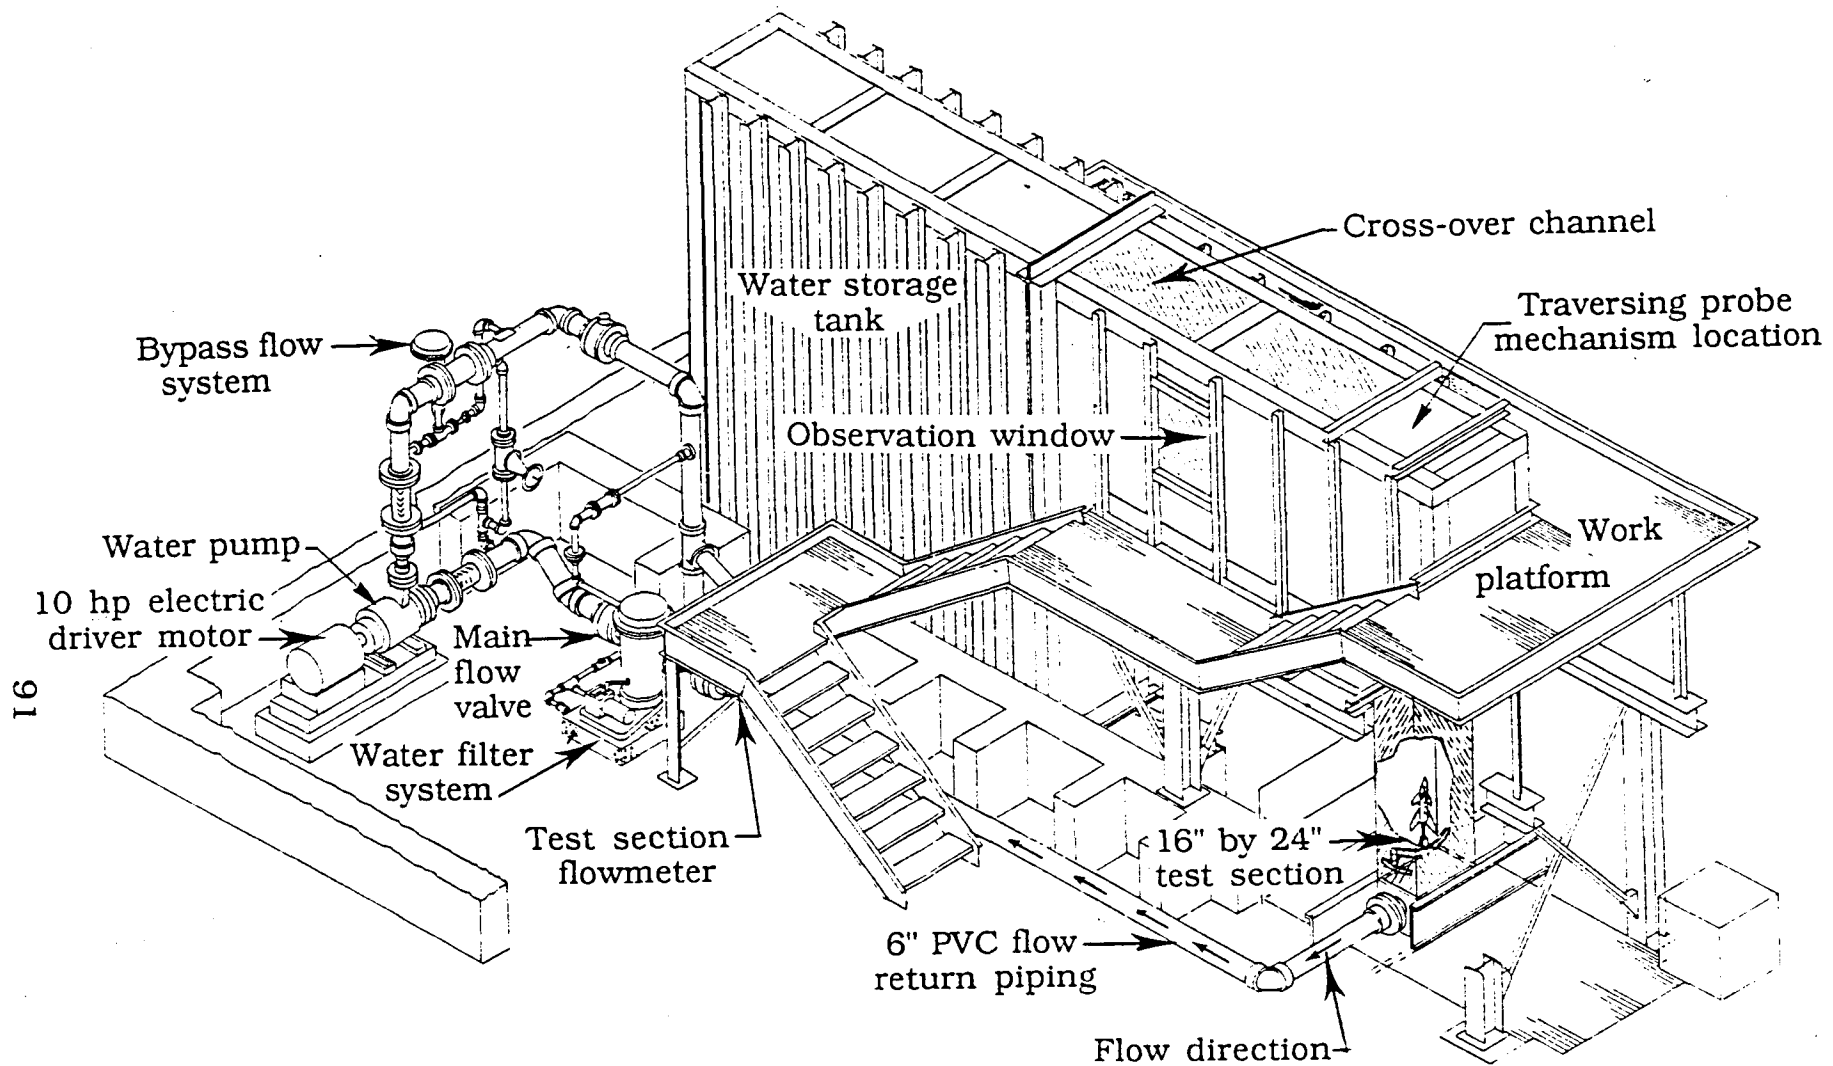 Cross-over channel
Water storage
tank
Traversing probe
mechanism location
Bypass flow
system
Observation window
Work
platform
Water pump
10 hp electric
driver motor
Main
flow
valve
91
Water filter
system
Test section
flowmeter
16" by 24"
test section
6" PVC flow
return piping
Flow direction